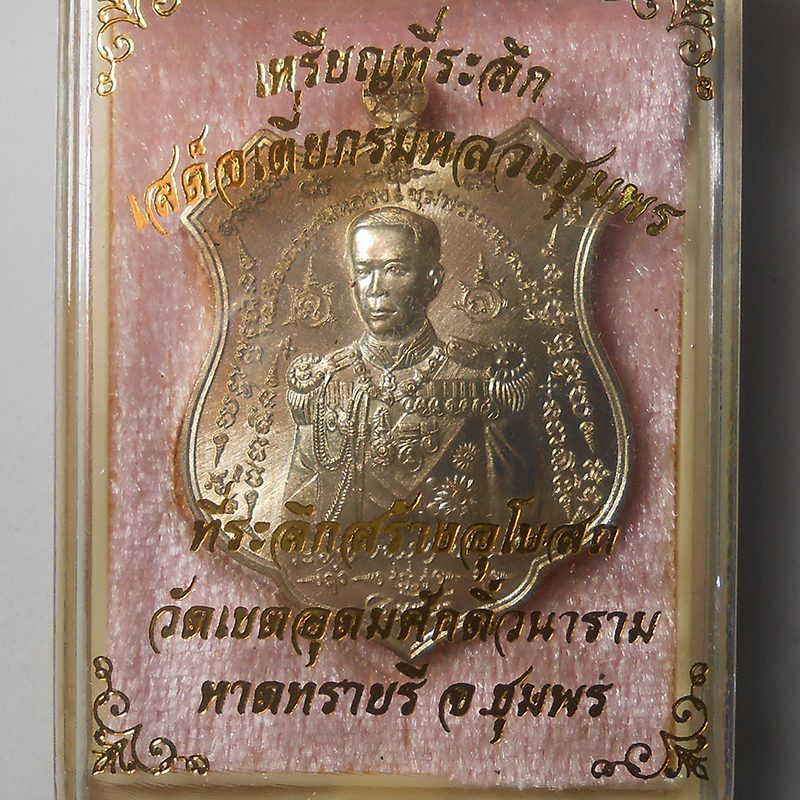 เหรียญที่ระลึก
เสด็จเตี่ยกรมหลวงชุมพร
ที่ระลึกสร้างอุโบสถ
วัดเขตอุดมศักดิ์วนาราม
หาดทรายรี จ.ชุมพร